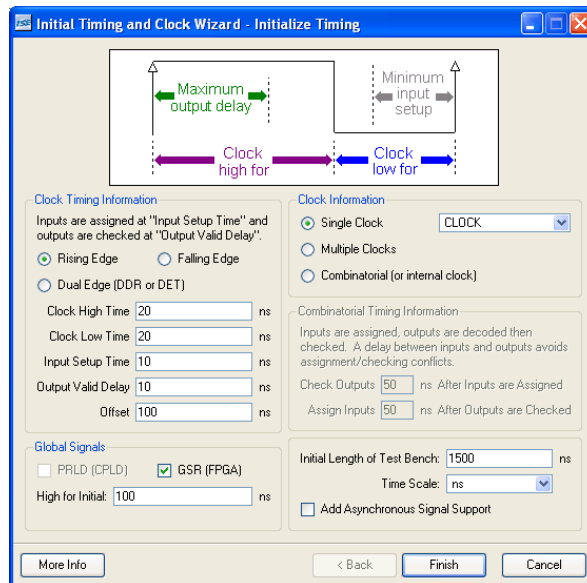 ISE Initial Timing and Clock Wizard - Initialize Timing
Maximum
output delay
Minimum
input
setup
Clock
high for
Clock
low for
Clock Timing Information
Inputs are assigned at "Input Setup Time" and
outputs are checked at "Output Valid Delay".
Rising Edge
Falling Edge
Dual Edge (DDR or DET)
Clock High Time 20 ns
Clock Low Time 20 ns
Input Setup Time 10 ns
Output Valid Delay 10 ns
Offset 100 ns
Global Signals
PRLD (CPLD)
GSR (FPGA)
High for Initial: 100 ns
Clock Information
Single Clock CLOCK
Multiple Clocks
Combinatorial (or internal clock)
Combinatorial Timing Information
Inputs are assigned, outputs are decoded then
checked. A delay between inputs and outputs avoids
assignment/checking conflicts.
Check Outputs 50 ns After Inputs are Assigned
Assign Inputs 50 ns After Outputs are Checked
Initial Length of Test Bench: 1500 ns
Time Scale: ns
Add Asynchronous Signal Support
More Info
< Back
Finish
Cancel